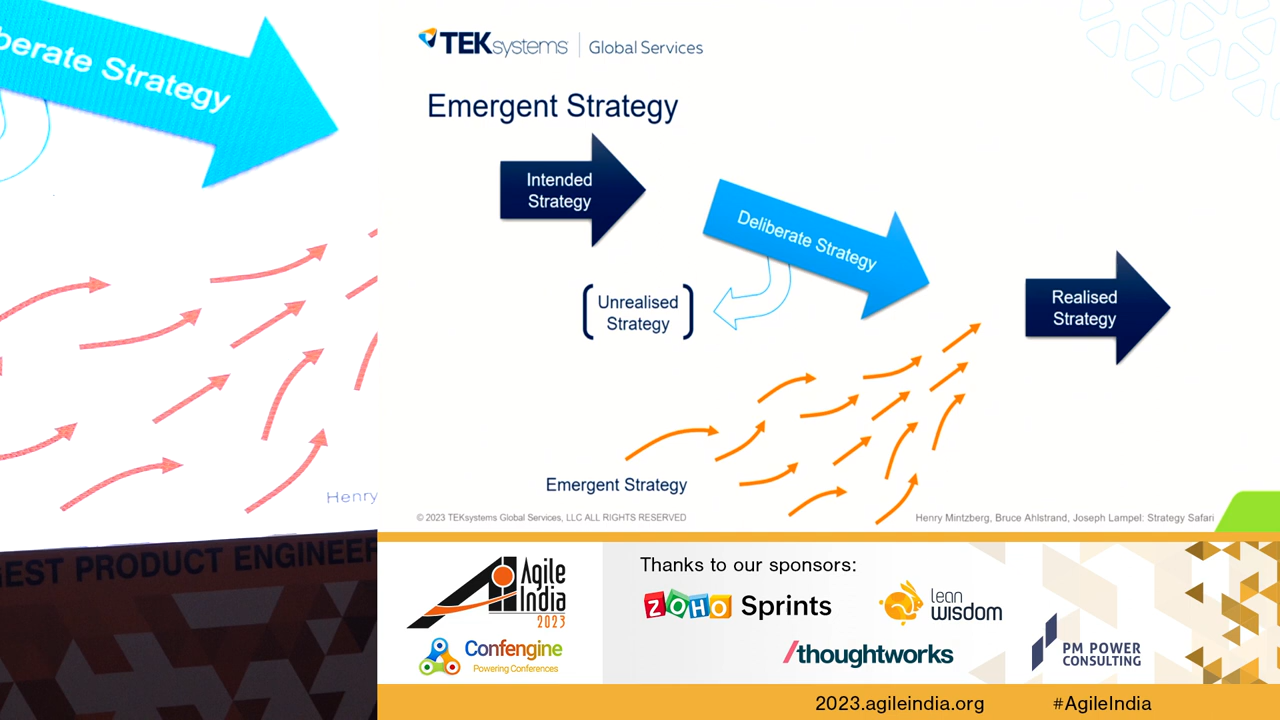 berate Strategy
Henry
GEST PRODUCT ENGINEER
TEKsystems Global Services
Emergent Strategy
Intended
Strategy
Deliberate Strategy
Unrealised
Strategy
Realised
Strategy
Emergent Strategy
© 2023 TEKsystems Global Services, LLC ALL RIGHTS RESERVED
Henry Mintzberg, Bruce Ahlstrand, Joseph Lampel: Strategy Safari
Agile
India
2023
Confengine
Powering Conferences
Thanks to our sponsors:
ZOHO Sprints
lean
wisdom
/thoughtworks
PM POWER
CONSULTING
2023.agileindia.org
#AgileIndia